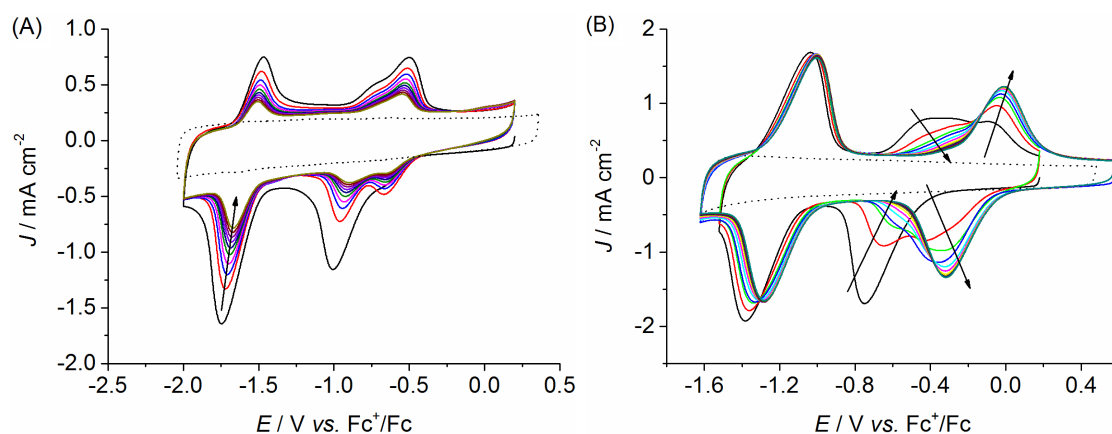 (A)
1.0
0.5
0.0
-0.5
-1.0
-1.5
-2.0
J / mA cm-2
-2.5 -2.0 -1.5 -1.0 -0.5 0.0 0.5
E / V vs. Fc+/Fc
(B)
2
1
0
-1
-2
J / mA cm-2
-1.6 -1.2 -0.8 -0.4 0.0 0.4
E / V vs. Fc+/Fc